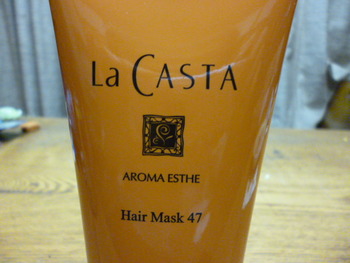 La CASTA
AROMA ESTHE
Hair Mask 47